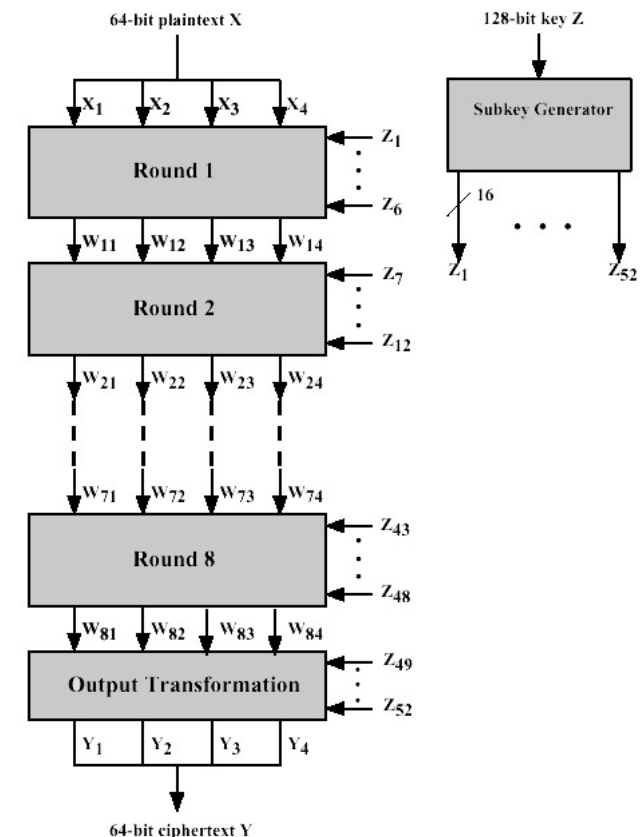 64-bit plaintext X
128-bit key Z
X1 X2 X3 X4
Subkey Generator
Round 1
Z1
Z6
16
W11 W12 W13 W14
Z1 Z52
Round 2
Z7
Z12
W21 W22 W23 W24
W71 W72 W73 W74
Round 8
Z43
Z48
W81 W82 W83 W84
Output Transformation
Z49
Z52
Y1 Y2 Y3 Y4
64-bit ciphertext Y